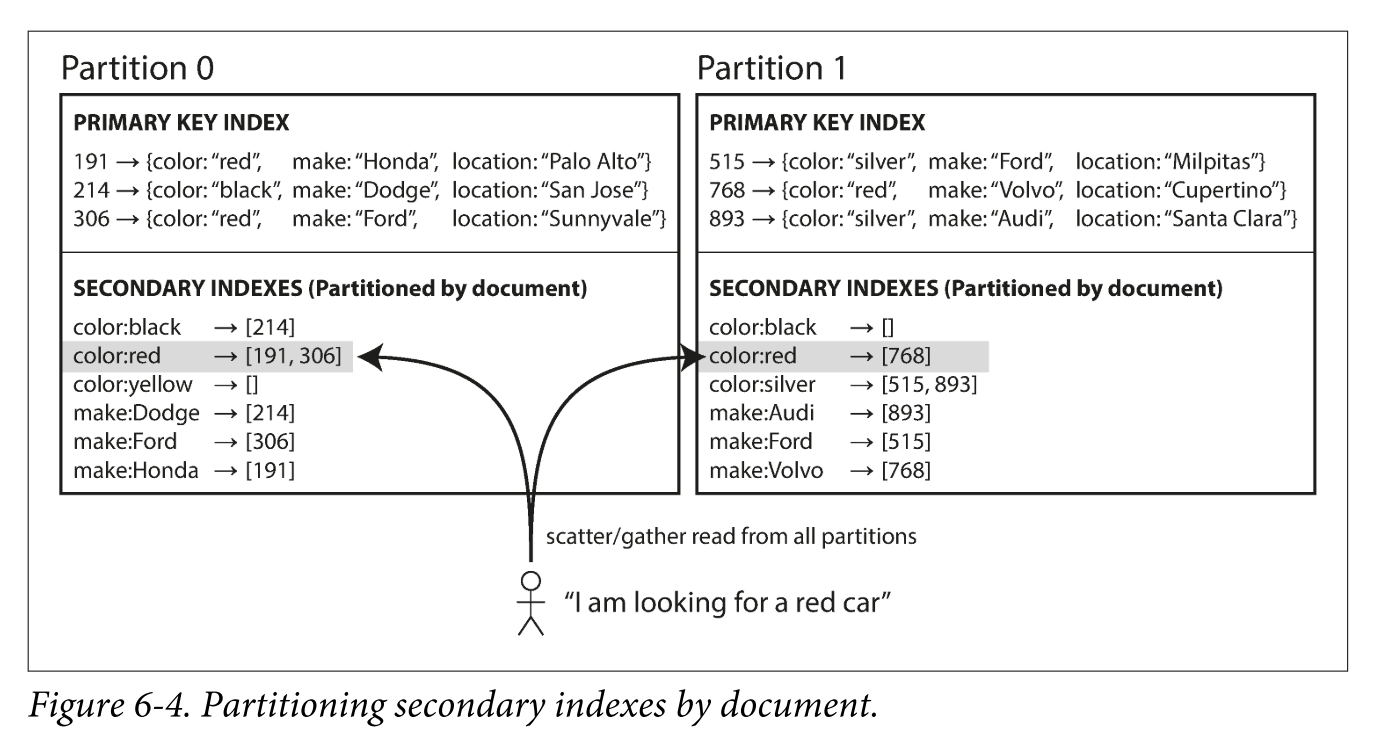 Partition 0
PRIMARY KEY INDEX
191 → {color: “red”, make: “Honda”, location: “Palo Alto”}
214 → {color: “black”, make: “Dodge”, location: “San Jose”}
306 → {color: “red”, make: “Ford”, location: “Sunnyvale”}
SECONDARY INDEXES (Partitioned by document)
color:black → [214]
color:red → [191, 306]
color:yellow → []
make:Dodge → [214]
make:Ford → [306]
make:Honda → [191]
Partition 1
PRIMARY KEY INDEX
515 → {color: “silver”, make: “Ford”, location: “Milpitas”}
768 → {color: “red”, make: “Volvo”, location: “Cupertino”}
893 → {color: “silver”, make: “Audi”, location: “Santa Clara”}
SECONDARY INDEXES (Partitioned by document)
color:black → []
color:red → [768]
color:silver → [515, 893]
make:Audi → [893]
make:Ford → [515]
make:Volvo → [768]
scatter/gather read from all partitions
“I am looking for a red car”
Figure 6-4. Partitioning secondary indexes by document.